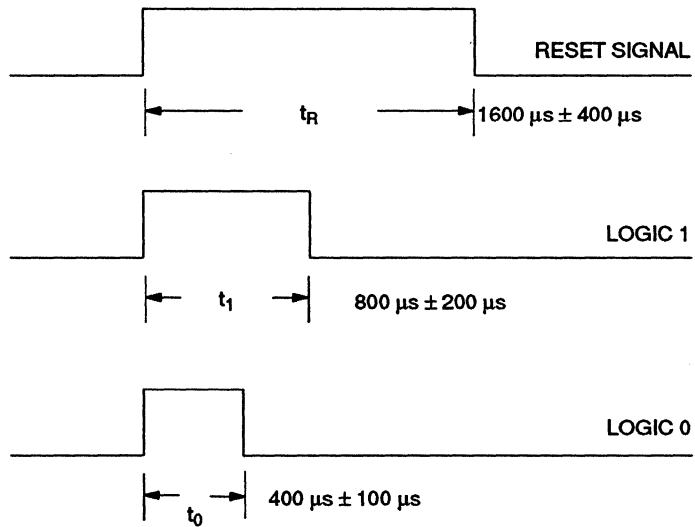 RESET SIGNAL
tR
1600 µs ± 400 µs
LOGIC 1
t1
800 µs ± 200 µs
LOGIC 0
t0
400 µs ± 100 µs